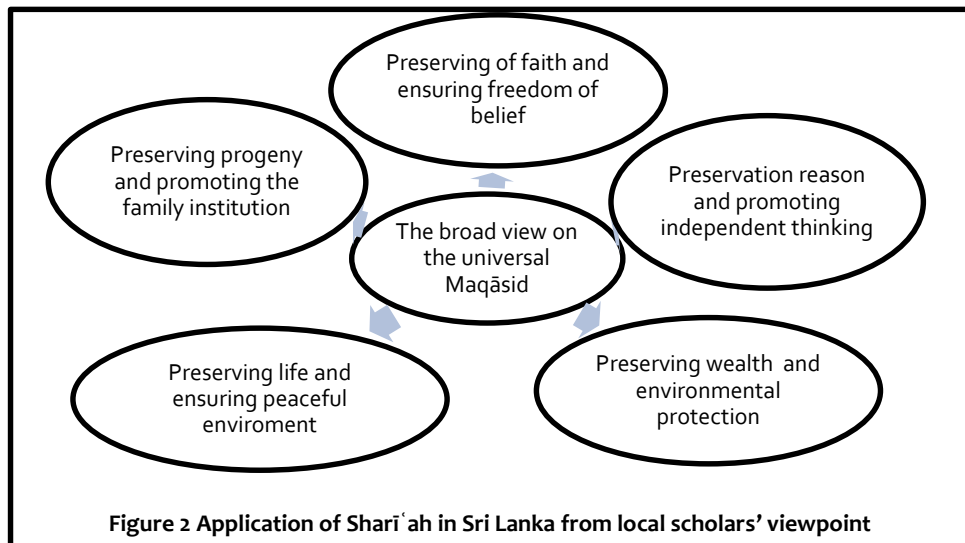 Preserving of faith and
ensuring freedom of
belief
Preserving progeny
and promoting the
family institution
Preservation reason
and promoting
independent thinking
The broad view on
the universal
Maqāsid
Preserving life and
ensuring peaceful
enviroment
Preserving wealth and
environmental
protection
Figure 2 Application of Sharīʿah in Sri Lanka from local scholars’ viewpoint